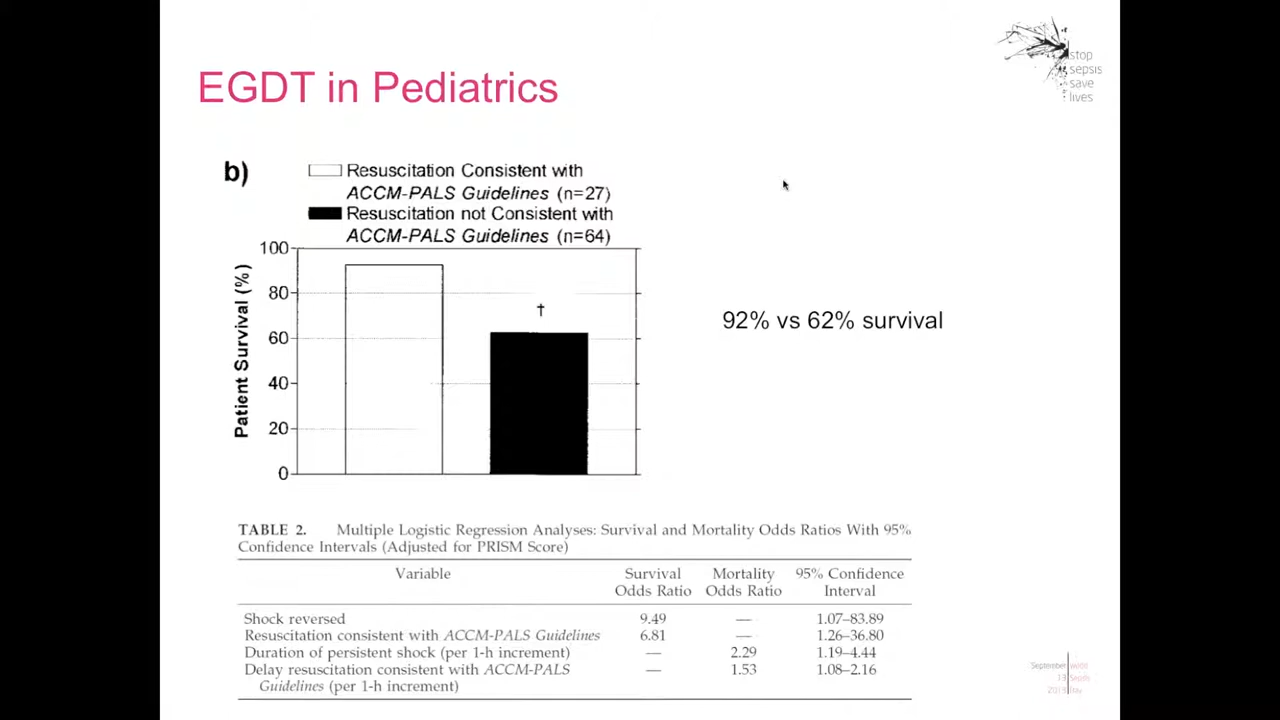 stop
sepsis
save
lives
EGDT in Pediatrics
b)
Resuscitation Consistent with
ACCM-PALS Guidelines (n=27)
Resuscitation not Consistent with
ACCM-PALS Guidelines (n=64)
Patient Survival (%)
100
80
60
40
20
0
†
92% vs 62% survival
TABLE 2. Multiple Logistic Regression Analyses: Survival and Mortality Odds Ratios With 95%
Confidence Intervals (Adjusted for PRISM Score)
Variable Survival Mortality 95% Confidence
Odds Ratio Odds Ratio Interval
Shock reversed 9.49 — 1.07–83.89
Resuscitation consistent with ACCM-PALS Guidelines 6.81 — 1.26–36.80
Duration of persistent shock (per 1-h increment) — 2.29 1.19–4.44
Delay resuscitation consistent with ACCM-PALS — 1.53 1.08–2.16
Guidelines (per 1-h increment)
September
13 Sepsis